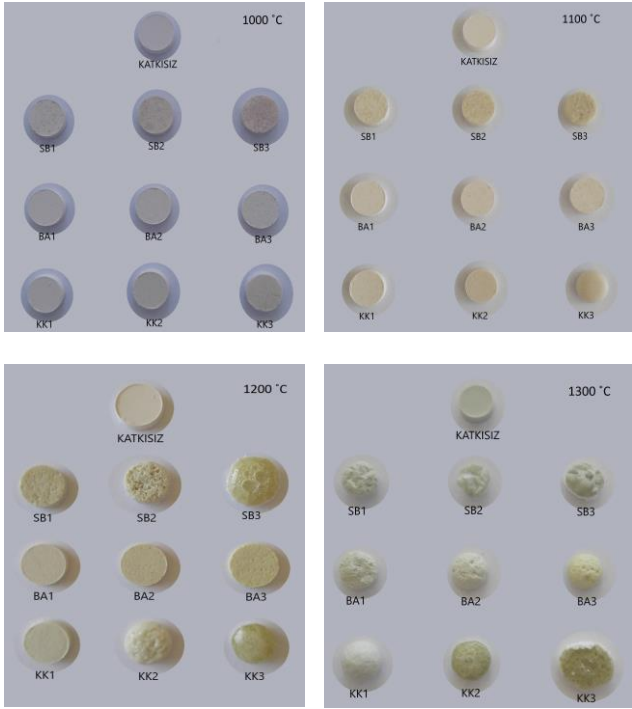 1000 °C
KATKISIZ
SB1 SB2 SB3
BA1 BA2 BA3
KK1 KK2 KK3
1100 °C
KATKISIZ
SB1 SB2 SB3
BA1 BA2 BA3
KK1 KK2 KK3
1200 °C
KATKISIZ
SB1 SB2 SB3
BA1 BA2 BA3
KK1 KK2 KK3
1300 °C
KATKISIZ
SB1 SB2 SB3
BA1 BA2 BA3
KK1 KK2 KK3